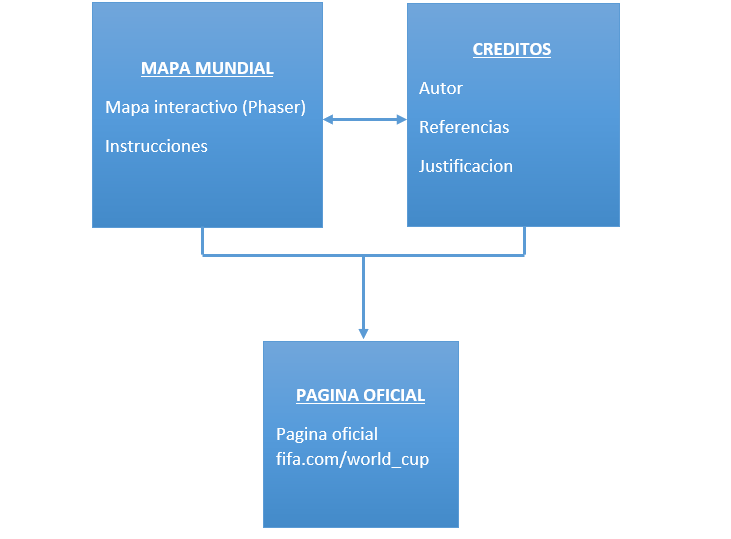 MAPA MUNDIAL
Mapa interactivo (Phaser)
Instrucciones
CREDITOS
Autor
Referencias
Justificacion
PAGINA OFICIAL
Pagina oficial
fifa.com/world_cup